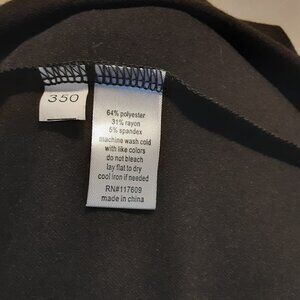 350
64% polyester
31% rayon
5% spandex
machine wash cold
with like colors
do not bleach
lay flat to dry
cool iron if needed
RN#117609
made in china